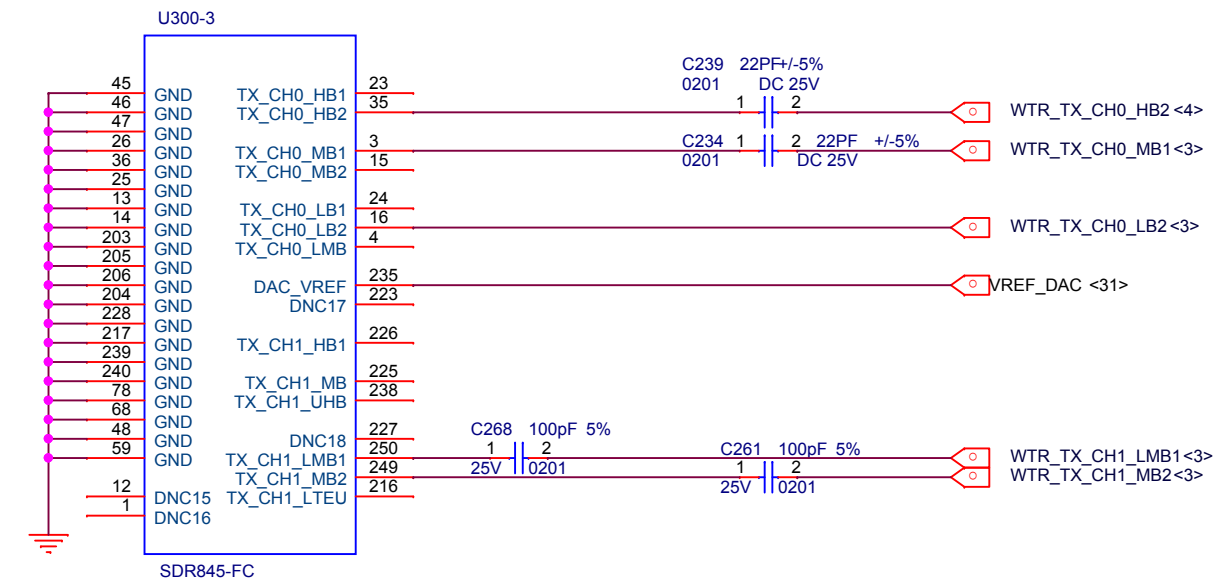 U300-3
C239 22PF+/-5%
0201 DC 25V
45 GND TX_CH0_HB1 23
46 GND TX_CH0_HB2 35 1 2 WTR_TX_CH0_HB2 <4>
47 GND
26 GND TX_CH0_MB1 3 C234 1 2 22PF +/-5% WTR_TX_CH0_MB1 <3>
36 GND TX_CH0_MB2 15 0201 DC 25V
25 GND
13 GND TX_CH0_LB1 24
14 GND TX_CH0_LB2 16 WTR_TX_CH0_LB2 <3>
203 GND TX_CH0_LMB 4
205 GND
206 GND DAC_VREF 235 VREF_DAC <31>
204 GND DNC17 223
228 GND
217 GND TX_CH1_HB1 226
239 GND
240 GND TX_CH1_MB 225
78 GND TX_CH1_UHB 238
68 GND
48 GND DNC18 227 C268 100pF 5%
59 GND TX_CH1_LMB1 250 1 2 C261 100pF 5% WTR_TX_CH1_LMB1 <3>
TX_CH1_MB2 249 25V 0201 1 2 WTR_TX_CH1_MB2 <3>
12 DNC15 TX_CH1_LTEU 216 25V 0201
1 DNC16
SDR845-FC